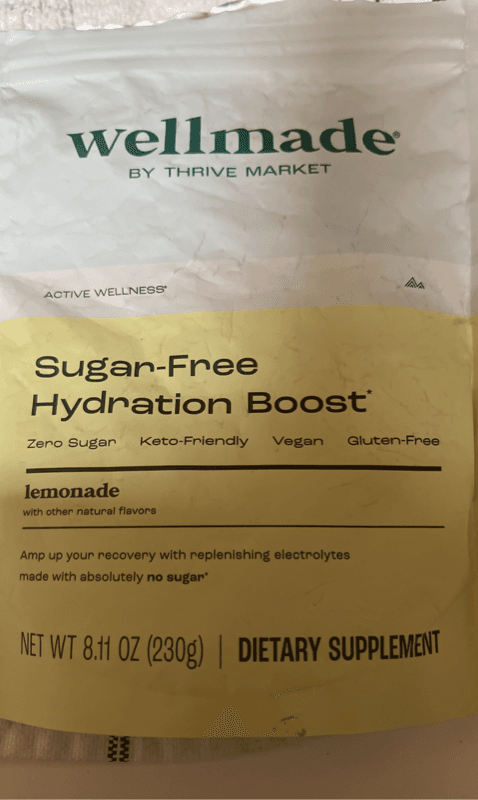 wellmade®
BY THRIVE MARKET
ACTIVE WELLNESS*
Sugar-Free
Hydration Boost*
Zero Sugar Keto-Friendly Vegan Gluten-Free
lemonade
with other natural flavors
Amp up your recovery with replenishing electrolytes
made with absolutely no sugar*
NET WT 8.11 OZ (230g) | DIETARY SUPPLEMENT